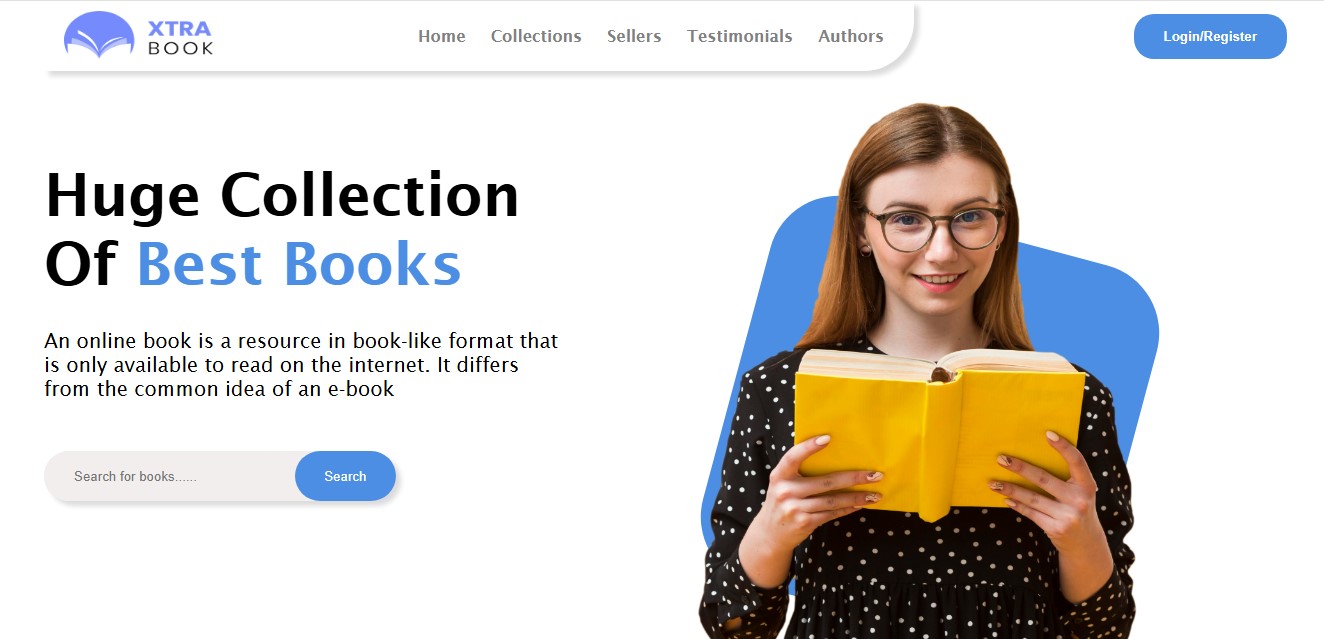 XTRA
BOOK
Home Collections Sellers Testimonials Authors
Login/Register
Huge Collection
Of Best Books
An online book is a resource in book-like format that
is only available to read on the internet. It differs
from the common idea of an e-book
Search for books...... Search